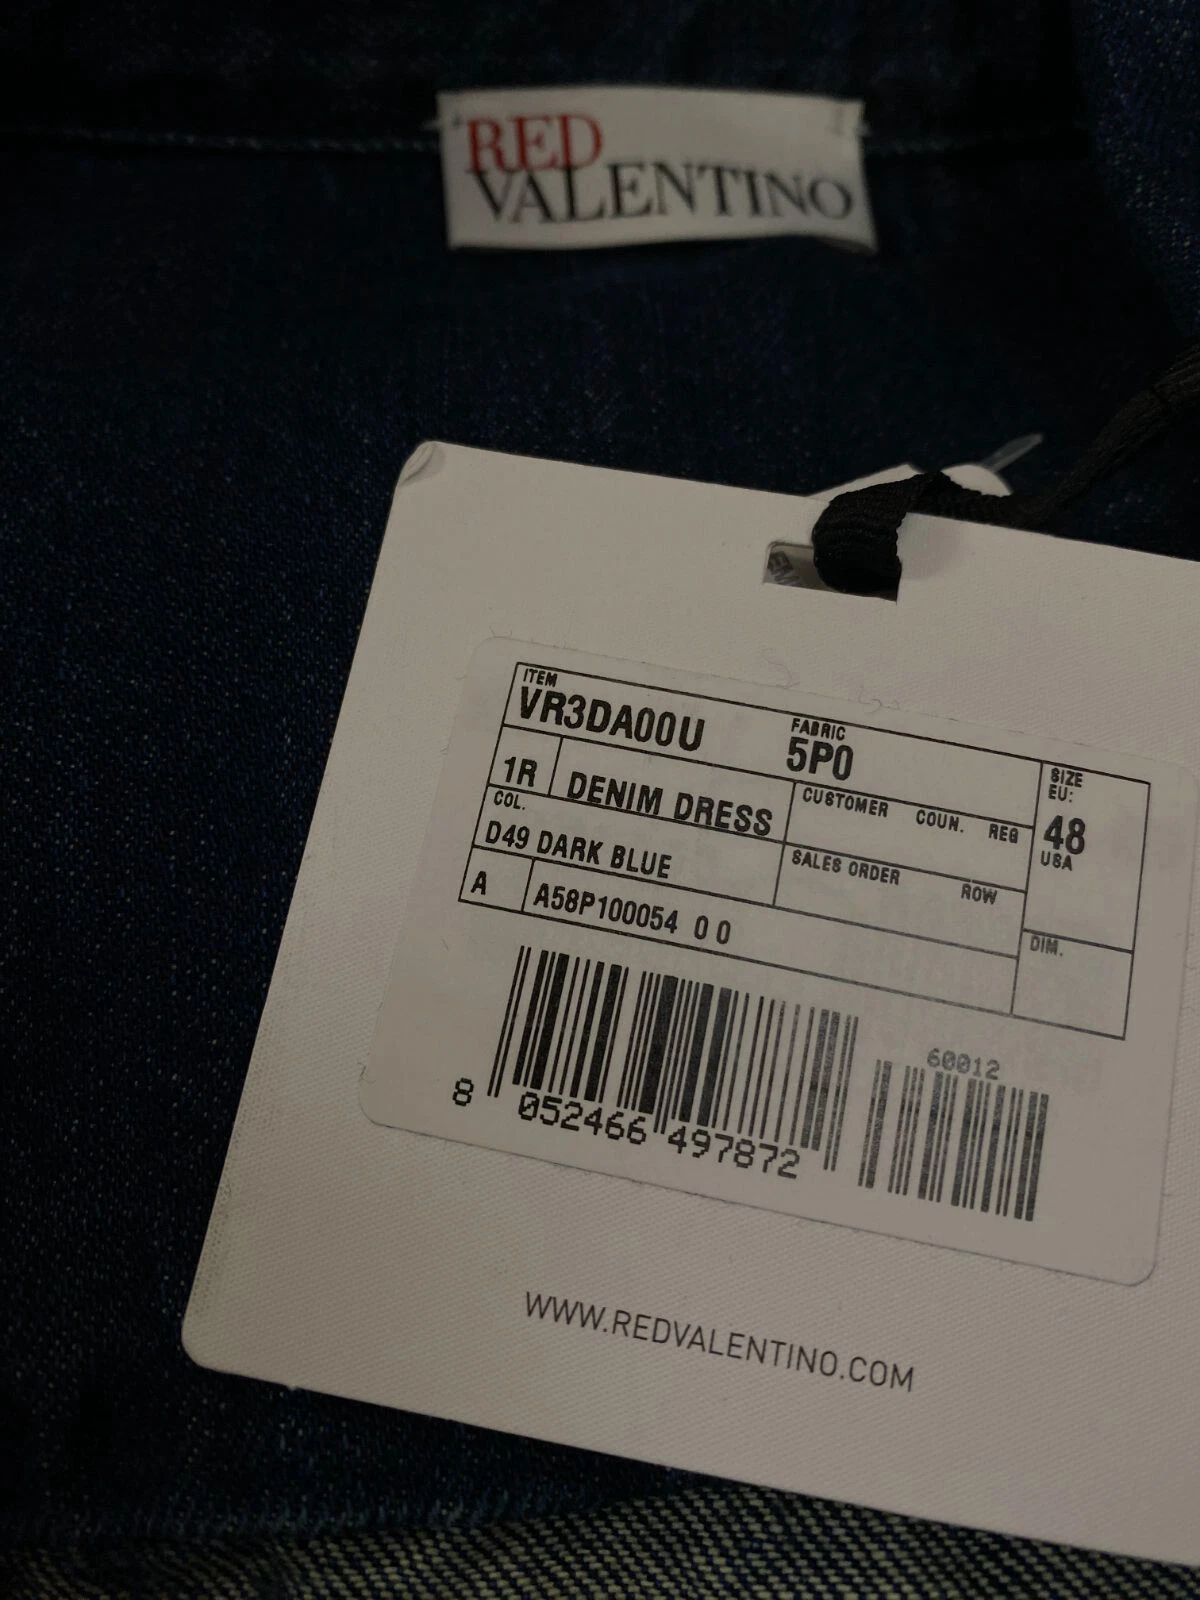 RED
VALENTINO
ITEM
VR3DA00U
FABRIC
5P0
SIZE
EU:
48
USA
1R DENIM DRESS
CUSTOMER COUN. REG
COL.
D49 DARK BLUE
SALES ORDER ROW
A A58P100054 0 0
DIM.
60012
8 052466 497872
WWW.REDVALENTINO.COM